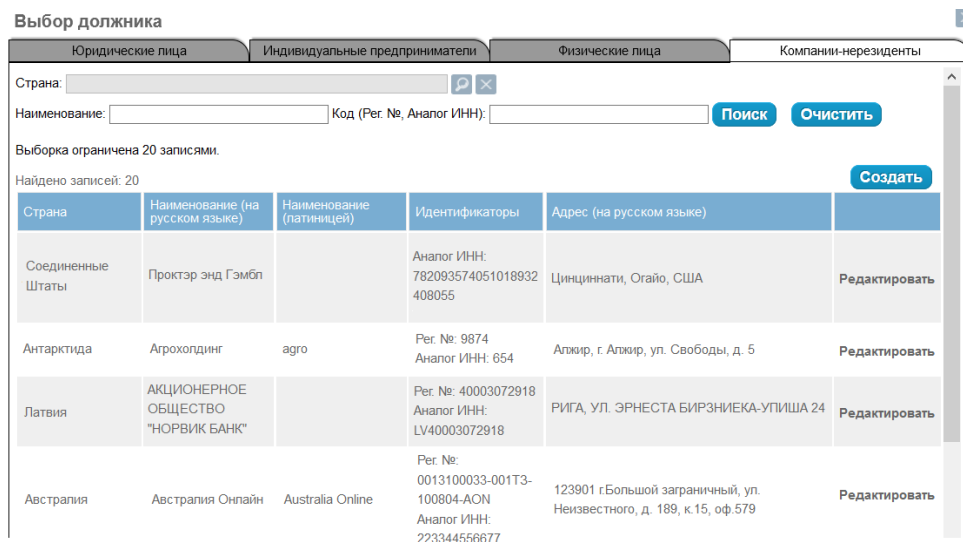 Выбор должника
Юридические лица
Индивидуальные предприниматели
Физические лица
Компании-нерезиденты
Страна:
Наименование:
Код (Рег. №, Аналог ИНН):
Поиск
Очистить
Выборка ограничена 20 записями.
Найдено записей: 20
Создать
Страна
Наименование (на
русском языке)
Наименование
(латиницей)
Идентификаторы
Адрес (на русском языке)
Соединенные
Штаты
Проктэр энд Гэмбл
Аналог ИНН:
782093574051018932
408055
Цинциннати, Огайо, США
Редактировать
Антарктида
Агрохолдинг
agro
Рег. №: 9874
Аналог ИНН: 654
Алжир, г. Алжир, ул. Свободы, д. 5
Редактировать
Латвия
АКЦИОНЕРНОЕ
ОБЩЕСТВО
"НОРВИК БАНК"
Рег. №: 40003072918
Аналог ИНН:
LV40003072918
РИГА, УЛ. ЭРНЕСТА БИРЗНИЕКА-УПИША 24
Редактировать
Австралия
Австралия Онлайн
Australia Online
Рег. №:
0013100033-001ТЗ-
100804-AON
Аналог ИНН:
223344556677
123901 г.Большой заграничный, ул.
Неизвестного, д. 189, к.15, оф.579
Редактировать